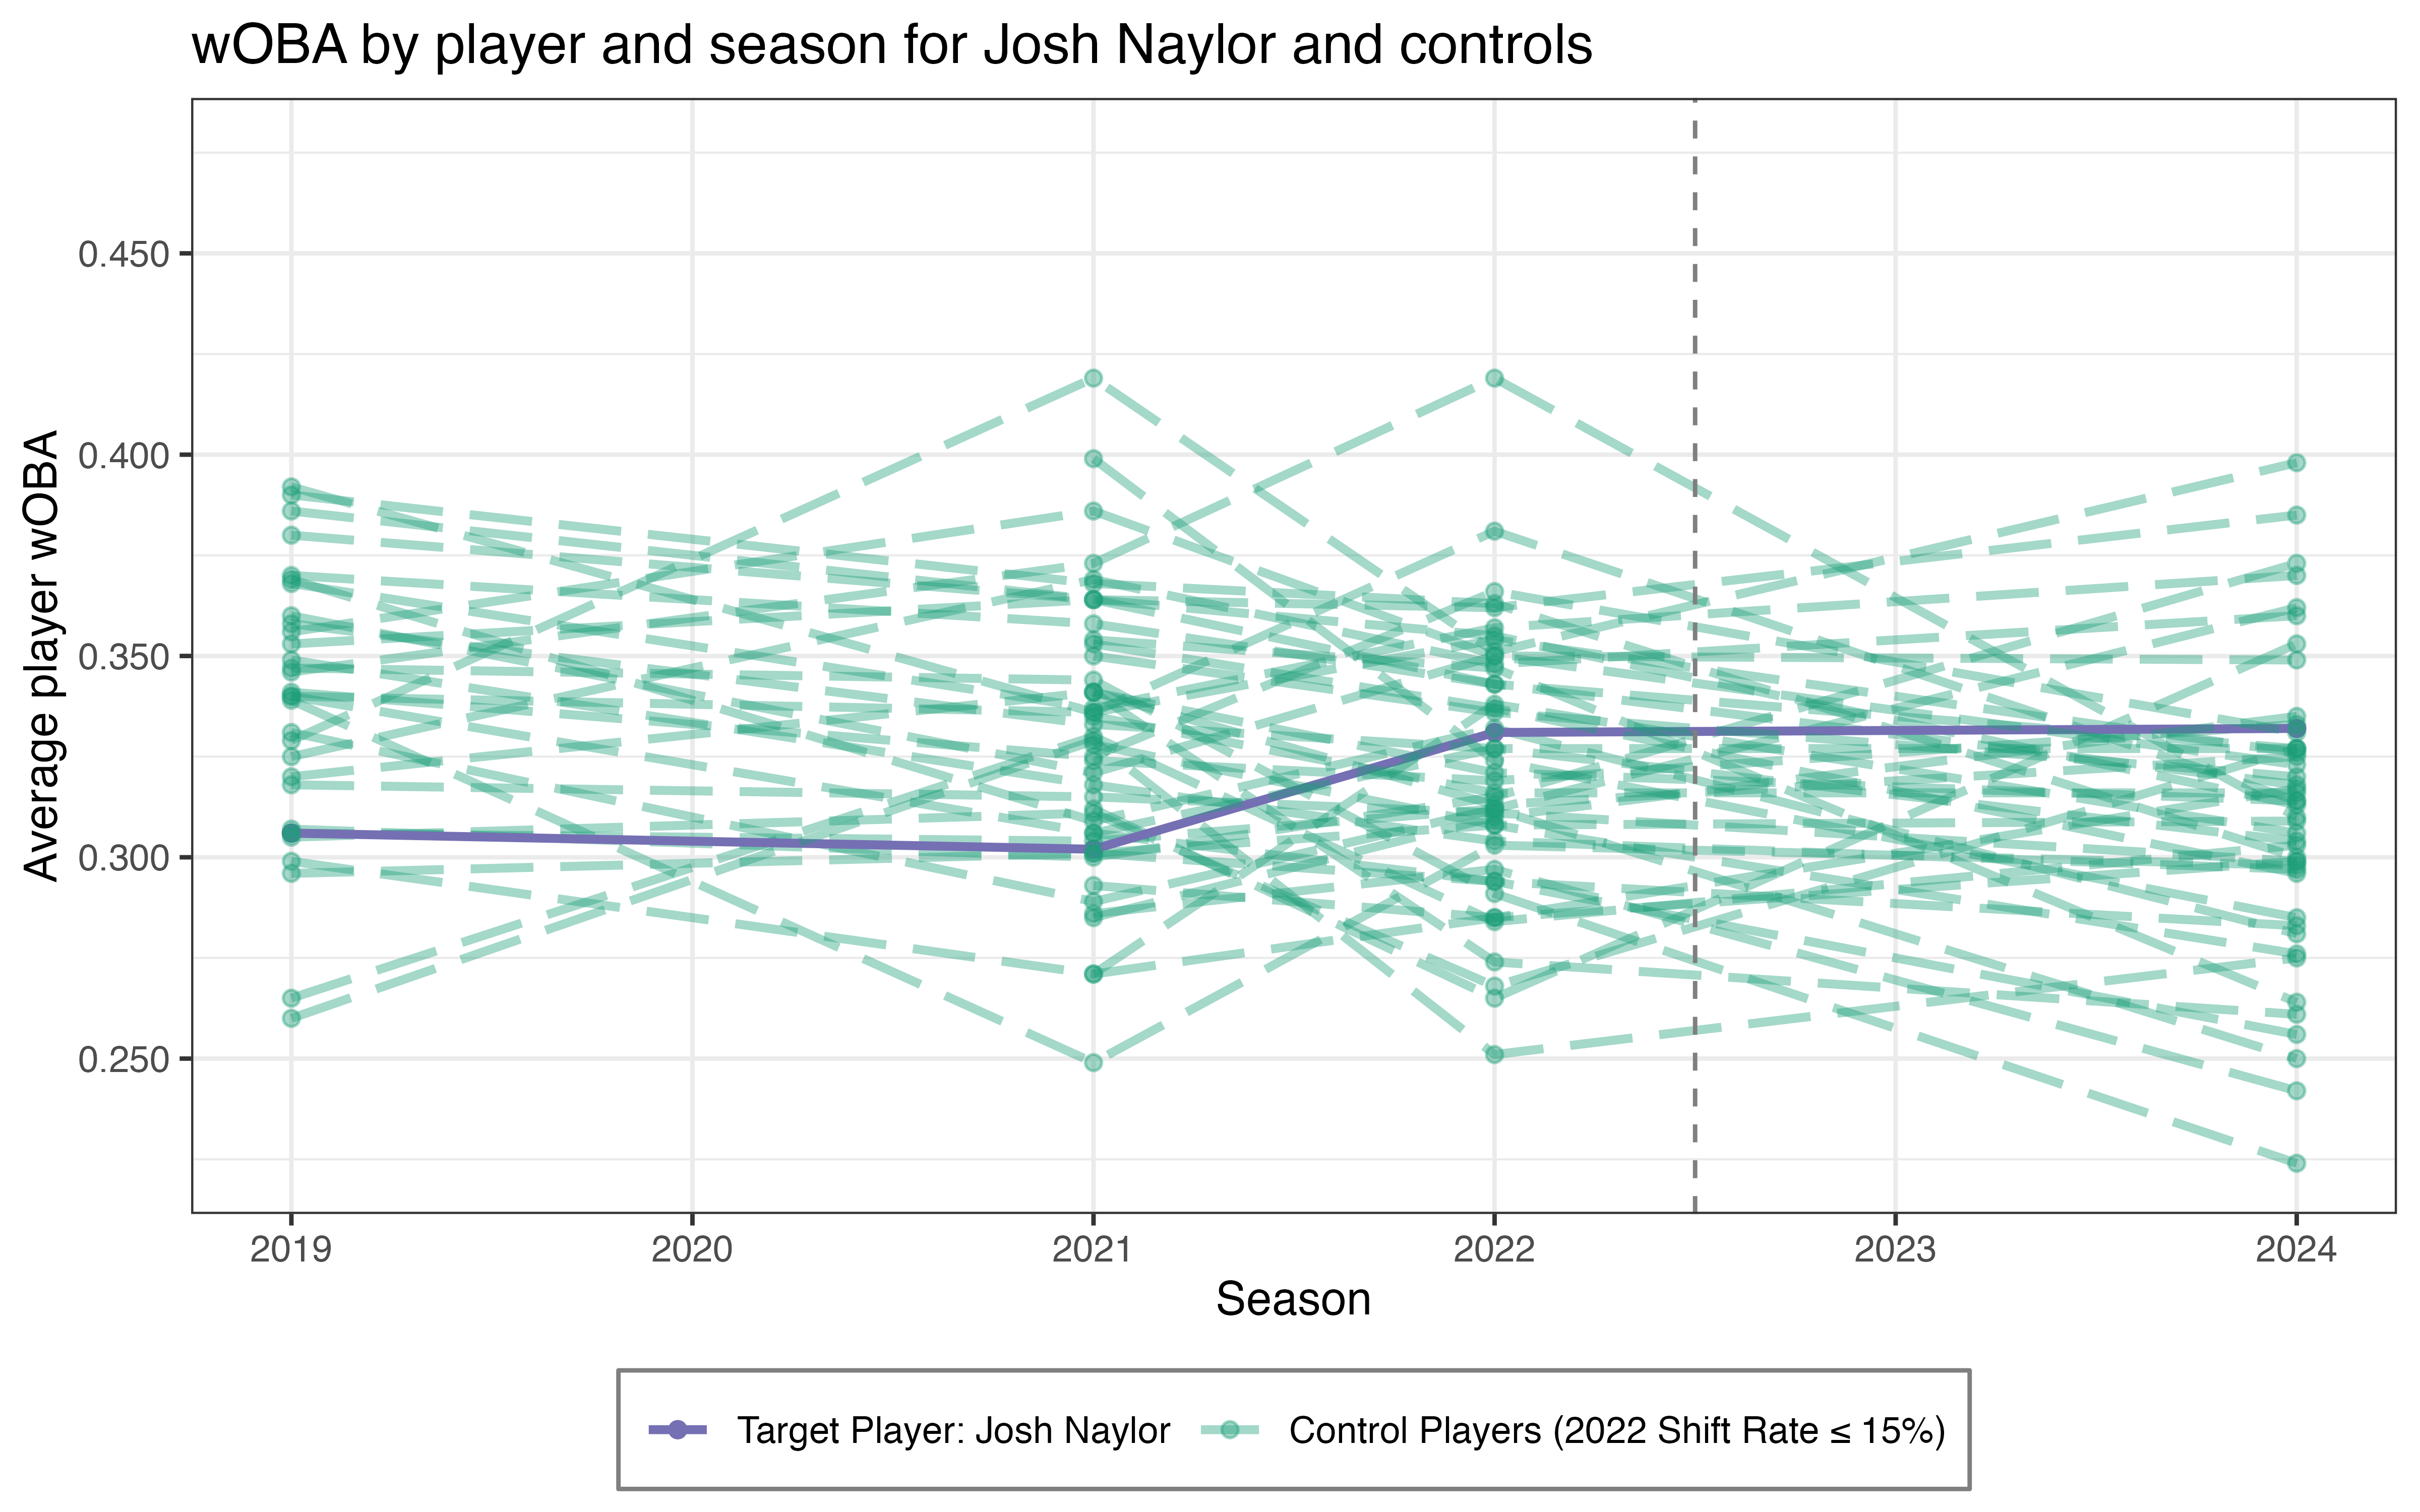 wOBA by player and season for Josh Naylor and controls
Average player wOBA
0.450
0.400
0.350
0.300
0.250
2019 2020 2021 2022 2023 2024
Season
Target Player: Josh Naylor Control Players (2022 Shift Rate ≤ 15%)